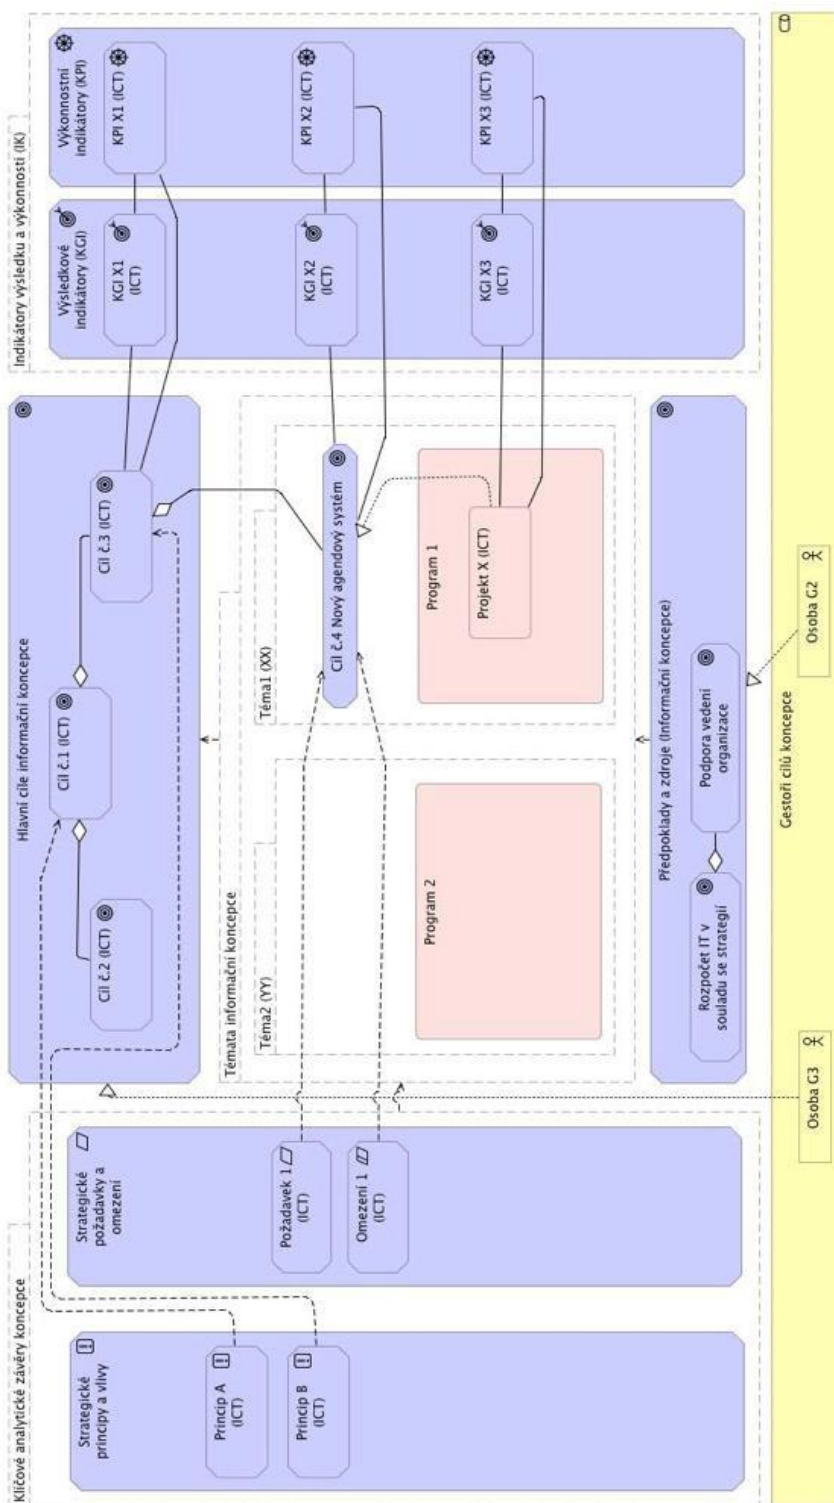 Klíčové analytické závěry koncepce
Strategické
principy a vlivy
Princip A
(ICT)
Princip B
(ICT)
Strategické
požadavky a
omezení
Požadavek 1
(ICT)
Omezení 1
(ICT)
Hlavní cíle informační koncepce
Cíl č.2 (ICT)
Cíl č.1 (ICT)
Cíl č.3 (ICT)
Témata informační koncepce
Téma2 (YY)
Program 2
Téma1 (XX)
Cíl č.4 Nový agendový systém
Program 1
Projekt X (ICT)
Předpoklady a zdroje (Informační koncepce)
Rozpočet IT v
souladu se strategií
Podpora vedení
organizace
Indikátory výsledku a výkonnosti (IK)
Výsledkové
indikátory (KGI)
KGI X1
(ICT)
KGI X2
(ICT)
KGI X3
(ICT)
Výkonnostní
indikátory (KPI)
KPI X1 (ICT)
KPI X2 (ICT)
KPI X3 (ICT)
Gestoři cílů koncepce
Osoba G3
Osoba G2